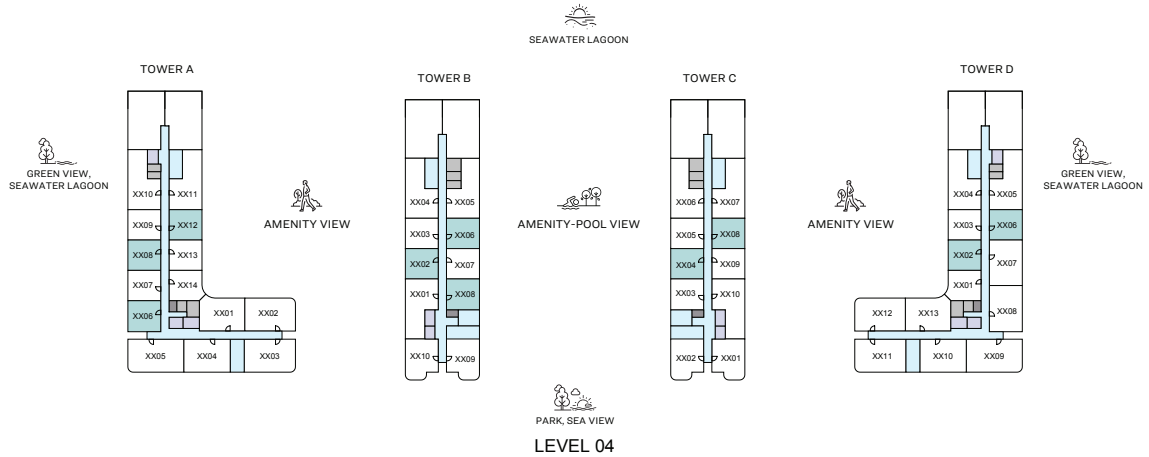 SEAWATER LAGOON
TOWER A
TOWER B
TOWER C
TOWER D
GREEN VIEW,
SEAWATER LAGOON
AMENITY VIEW
AMENITY-POOL VIEW
AMENITY VIEW
GREEN VIEW,
SEAWATER LAGOON
XX10 XX11
XX09 XX12
XX08 XX13
XX07 XX14
XX06 XX01 XX02
XX05 XX04 XX03
XX04 XX05
XX03 XX06
XX02 XX07
XX01 XX08
XX10 XX09
XX06 XX07
XX05 XX08
XX04 XX09
XX03 XX10
XX02 XX01
XX04 XX05
XX03 XX06
XX02 XX07
XX01
XX12 XX13 XX08
XX11 XX10 XX09
PARK, SEA VIEW
LEVEL 04